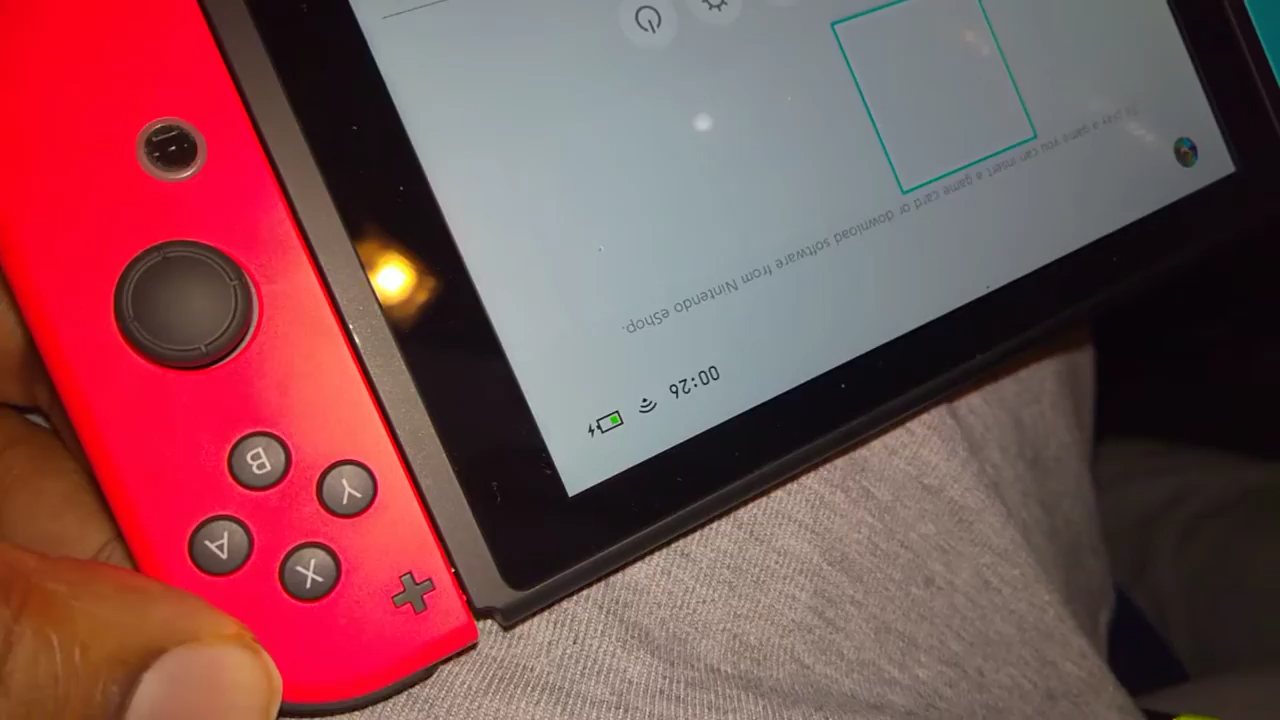 00:26
To play a game you can insert a game card or download software from Nintendo eShop.
X
Y
A
B